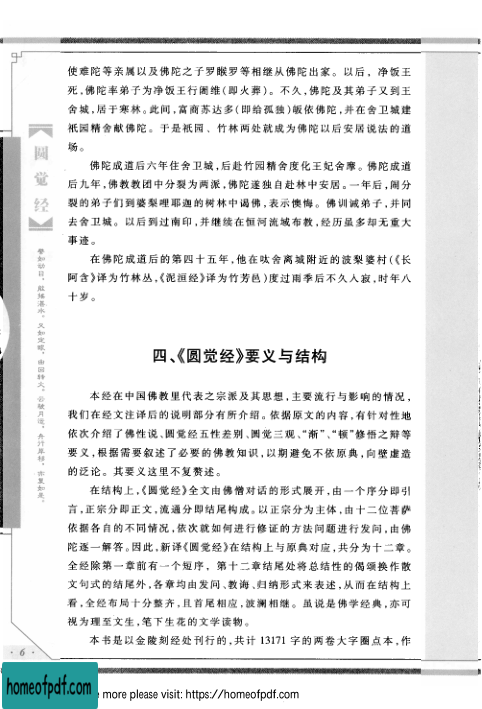 使难陀等亲属以及佛陀之子罗睺罗等相继从佛陀出家。以后，净饭王
死,佛陀率弟子为净饭王行阇维(即火葬)。不久,佛陀及其弟子又到王
舍城,居于寒林。此间,富商苏达多(即给孤独)皈依佛陀,并在舍卫城建
祇园精舍献佛陀。于是祇园、竹林两处就成为佛陀以后安居说法的道
场。
佛陀成道后六年住舍卫城,后赴竹园精舍度化王妃舍摩。佛陀成道
后九年,佛教教团中分裂为两派,佛陀遂独自赴林中安居。一年后,闹分
裂的弟子们到婆梨哩耶迦的树林中谒佛,表示懊悔。佛训诫弟子,并同
去舍卫城。以后到过南印,并继续在恒河流域布教,经历虽多却无重大
事迹。
在佛陀成道后的第四十五年,他在吠舍离城附近的波梨婆村(《长
阿含》译为竹林丛,《泥洹经》译为竹芳邑)度过雨季后不久入寂,时年八
十岁。
四、《圆觉经》要义与结构
本经在中国佛教里代表之宗派及其思想,主要流行与影响的情况,
我们在经文注译后的说明部分有所介绍。依据原文的内容,有针对性地
依次介绍了佛性说、圆觉经五性差别、圆觉三观、“渐”、“顿”修悟之辩等
要义,根据需要叙述了必要的佛教知识,以期避免不依原典,向壁虚造
的泛论。其要义这里不复赘述。
在结构上,《圆觉经》全文由佛僧对话的形式展开,由一个序分即引
言,正宗分即正文,流通分即结尾构成。以正宗分为主体,由十二位菩萨
依据各自的不同情况,依次就如何进行修证的方法问题进行发问,由佛
陀逐一解答。因此,新译《圆觉经》在结构上与原典对应,共分为十二章。
全经除第一章前有一个短序，第十二章结尾处将总结性的偈颂换作散
文句式的结尾外,各章均由发问、教诲、归纳形式来表述,从而在结构上
看,全经布局十分整齐,且首尾相应,波澜相继。虽说是佛学经典,亦可
视为理至文生,笔下生花的文学读物。
本书是以金陵刻经处刊行的,共计 13171 字的两卷大字圈点本,作
圆觉经
譬如动目，能摇湛水，又如定眼，由回转火，云驶月运，舟行岸移，亦复如是。
· 6 ·
homeofpdf.com
more please visit: https://homeofpdf.com